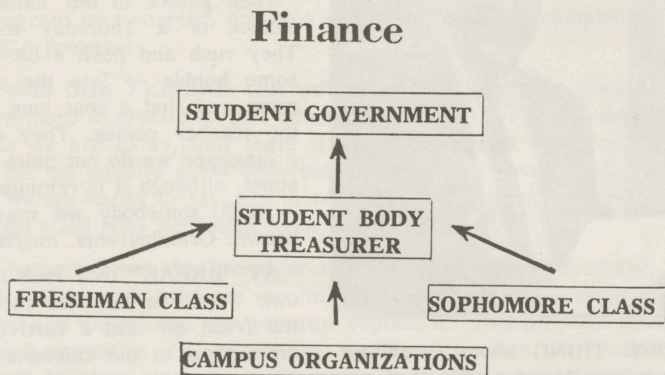 Finance
STUDENT GOVERNMENT
STUDENT BODY
TREASURER
FRESHMAN CLASS
SOPHOMORE CLASS
CAMPUS ORGANIZATIONS